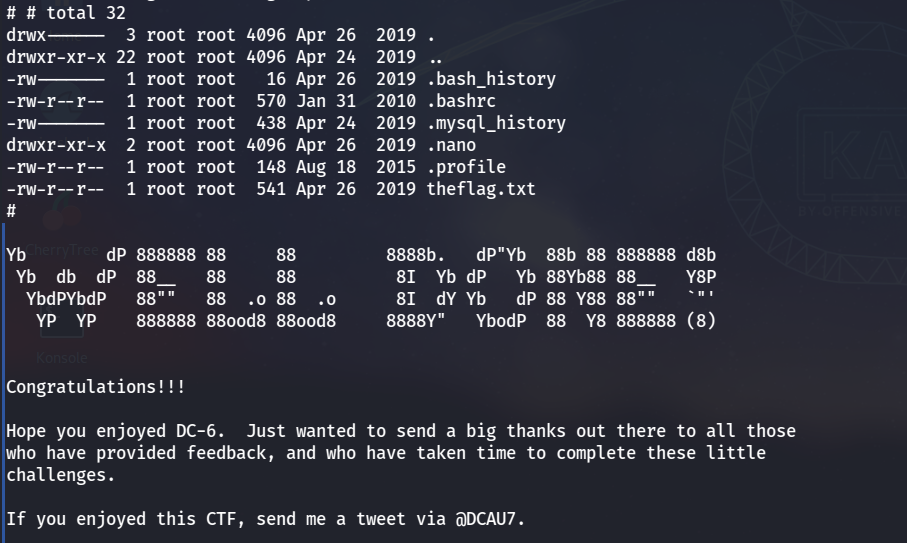 # # total 32
drwx------  3 root root 4096 Apr 26  2019 .
drwxr-xr-x 22 root root 4096 Apr 24  2019 ..
-rw-------  1 root root   16 Apr 26  2019 .bash_history
-rw-r--r--  1 root root  570 Jan 31  2010 .bashrc
-rw-------  1 root root  438 Apr 24  2019 .mysql_history
drwxr-xr-x  2 root root 4096 Apr 26  2019 .nano
-rw-r--r--  1 root root  148 Aug 18  2015 .profile
-rw-r--r--  1 root root  541 Apr 26  2019 theflag.txt
#
Yb        dP 888888 88     88         8888b.   dP"Yb  88b 88 888888 d8b
 Yb  db  dP  88__   88     88          8I  Yb dP   Yb 88Yb88 88__   Y8P
  YbdPYbdP   88""   88  .o 88  .o      8I  dY Yb   dP 88 Y88 88""   `"'
   YP  YP    888888 88ood8 88ood8     8888Y"   YbodP  88  Y8 888888 (8)
CherryTree
Konsole
Congratulations!!!
Hope you enjoyed DC-6.  Just wanted to send a big thanks out there to all those
who have provided feedback, and who have taken time to complete these little
challenges.
If you enjoyed this CTF, send me a tweet via @DCAU7.